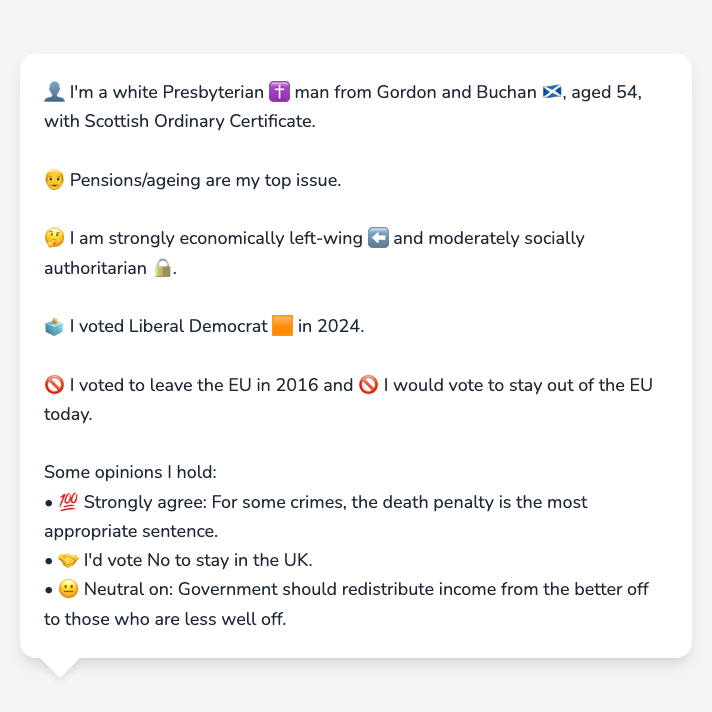 👤 I'm a white Presbyterian ✝️ man from Gordon and Buchan 🏴󠁧󠁢󠁳󠁣󠁴󠁿, aged 54,
with Scottish Ordinary Certificate.
👴 Pensions/ageing are my top issue.
🤔 I am strongly economically left-wing ⬅️ and moderately socially
authoritarian 🔒.
🗳️ I voted Liberal Democrat 🟧 in 2024.
🚫 I voted to leave the EU in 2016 and 🚫 I would vote to stay out of the EU
today.
Some opinions I hold:
• 💯 Strongly agree: For some crimes, the death penalty is the most
appropriate sentence.
• 🤝 I'd vote No to stay in the UK.
• 😐 Neutral on: Government should redistribute income from the better off
to those who are less well off.